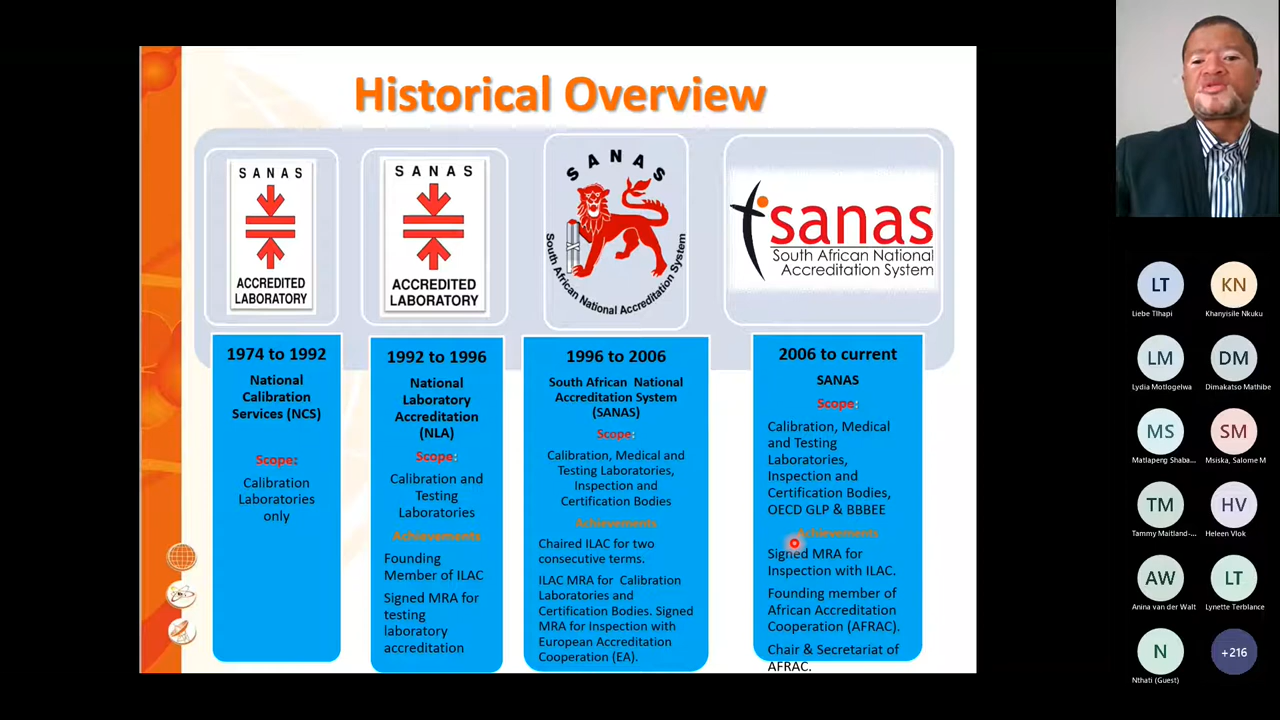 Historical Overview
SANAS
ACCREDITED
LABORATORY
SANAS
ACCREDITED
LABORATORY
SANAS
South African National Accreditation System
sanas
South African National
Accreditation System
1974 to 1992
National
Calibration
Services (NCS)
Scope:
Calibration
Laboratories
only
1992 to 1996
National
Laboratory
Accreditation
(NLA)
Scope:
Calibration and
Testing
Laboratories
Achievements
Founding
Member of ILAC
Signed MRA for
testing
laboratory
accreditation
1996 to 2006
South African National
Accreditation System
(SANAS)
Scope:
Calibration, Medical and
Testing Laboratories,
Inspection and
Certification Bodies
Achievements
Chaired ILAC for two
consecutive terms.
ILAC MRA for Calibration
Laboratories and
Certification Bodies. Signed
MRA for Inspection with
European Accreditation
Cooperation (EA).
2006 to current
SANAS
Scope:
Calibration, Medical
and Testing
Laboratories,
Inspection and
Certification Bodies,
OECD GLP & BBBEE
Achievements
Signed MRA for
Inspection with ILAC.
Founding member of
African Accreditation
Cooperation (AFRAC).
Chair & Secretariat of
AFRAC.
LT
Liebe Tlhapi
KN
Khanyisile Nkuku
LM
Lydia Motlogelwa
DM
Dimakatso Mathibe
MS
Matlapeng Shaba...
SM
Msiska, Salome M
TM
Tammy Maitland-...
HV
Heleen Vlok
AW
Anina van der Walt
LT
Lynette Terblance
N
Nthati (Guest)
+216